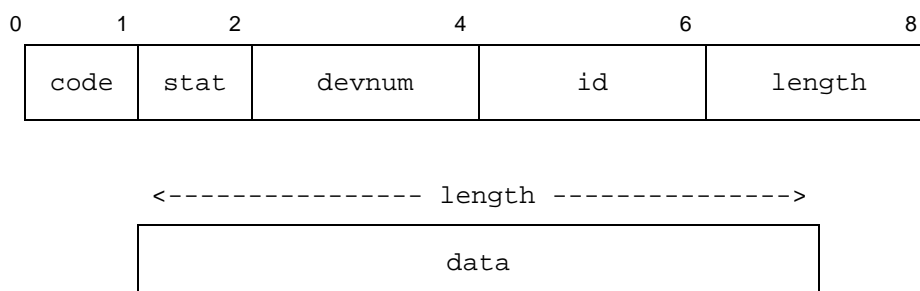 0 1 2 4 6 8
code stat devnum id length
<---------------- length --------------->
data